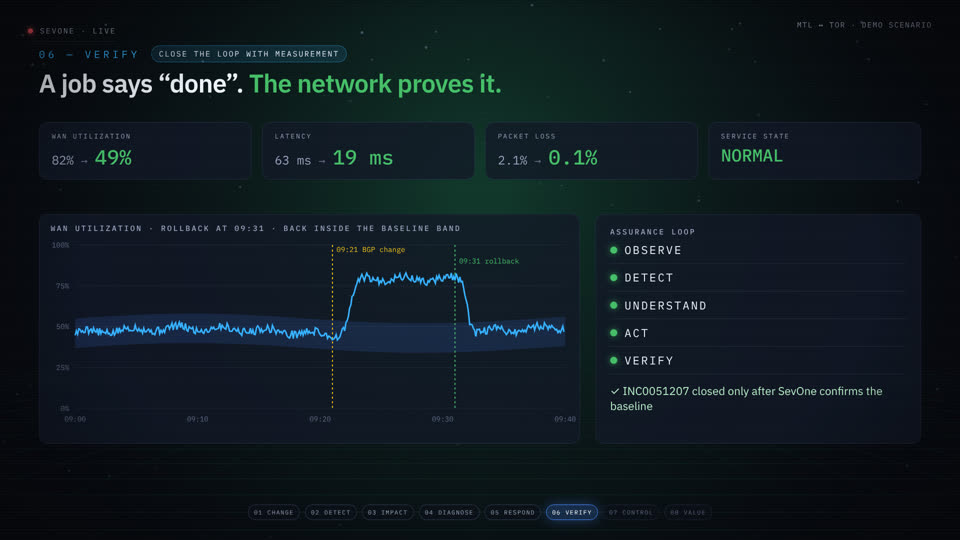 SEVONE · LIVE
MTL ↔ TOR · DEMO SCENARIO
06 — VERIFY
CLOSE THE LOOP WITH MEASUREMENT
A job says “done”. The network proves it.
WAN UTILIZATION
82% → 49%
LATENCY
63 ms → 19 ms
PACKET LOSS
2.1% → 0.1%
SERVICE STATE
NORMAL
WAN UTILIZATION · ROLLBACK AT 09:31 · BACK INSIDE THE BASELINE BAND
100%
75%
50%
25%
0%
09:21 BGP change
09:31 rollback
09:00
09:10
09:20
09:30
09:40
ASSURANCE LOOP
OBSERVE
DETECT
UNDERSTAND
ACT
VERIFY
✓ INC0051207 closed only after SevOne confirms the
baseline
01 CHANGE
02 DETECT
03 IMPACT
04 DIAGNOSE
05 RESPOND
06 VERIFY
07 CONTROL
08 VALUE